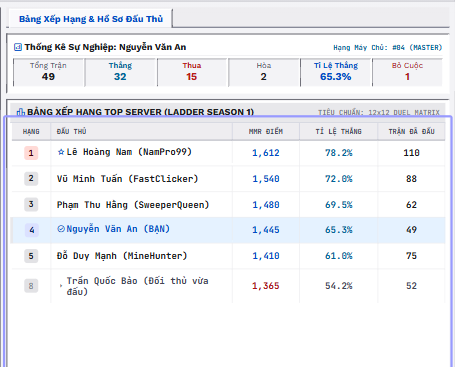 Bảng Xếp Hạng & Hồ Sơ Đấu Thủ
Thống Kê Sự Nghiệp: Nguyễn Văn An
Hạng Máy Chủ: #04 (MASTER)
Tổng Trận Thắng Thua Hòa Tỉ Lệ Thắng Bỏ Cuộc
49 32 15 2 65.3% 1
BẢNG XẾP HẠNG TOP SERVER (LADDER SEASON 1)
TIÊU CHUẨN: 12x12 DUEL MATRIX
HẠNG ĐẤU THỦ MMR ĐIỂM TỈ LỆ THẮNG TRẬN ĐÃ ĐẤU
1 Lê Hoàng Nam (NamPro99) 1,612 78.2% 110
2 Vũ Minh Tuấn (FastClicker) 1,540 72.0% 88
3 Phạm Thu Hằng (SweeperQueen) 1,480 69.5% 62
4 Nguyễn Văn An (BẠN) 1,445 65.3% 49
5 Đỗ Duy Mạnh (MineHunter) 1,410 61.0% 75
8 Trần Quốc Bảo (Đối thủ vừa đấu) 1,365 54.2% 52